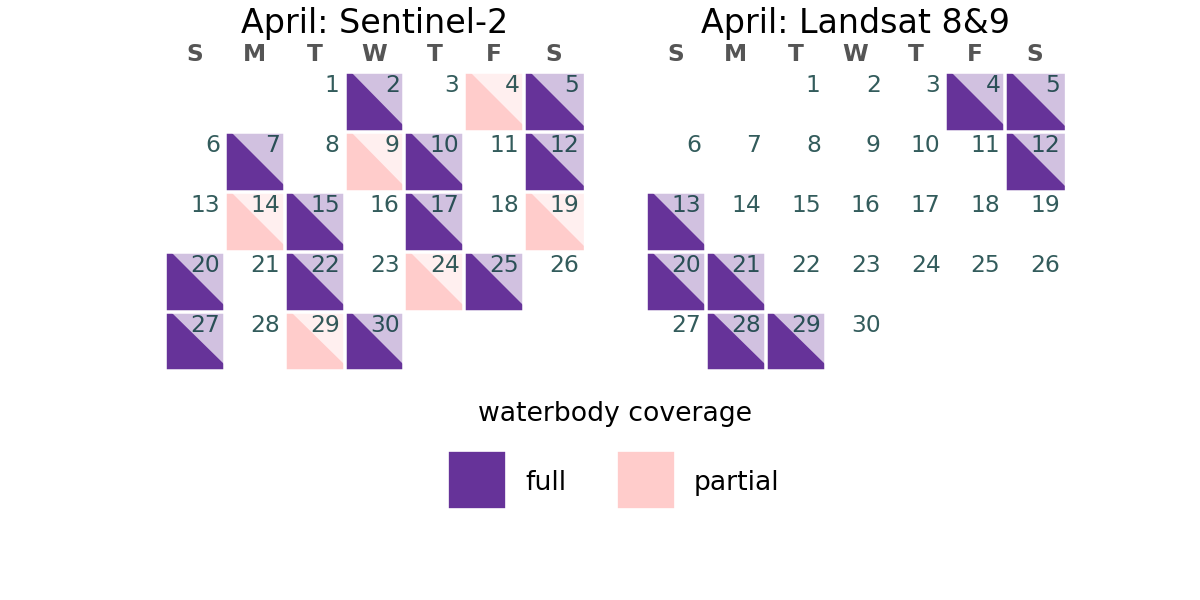 April: Sentinel-2
S M T W T F S
1 2 3 4 5
6 7 8 9 10 11 12
13 14 15 16 17 18 19
20 21 22 23 24 25 26
27 28 29 30
April: Landsat 8&9
S M T W T F S
1 2 3 4 5
6 7 8 9 10 11 12
13 14 15 16 17 18 19
20 21 22 23 24 25 26
27 28 29 30
waterbody coverage
full partial